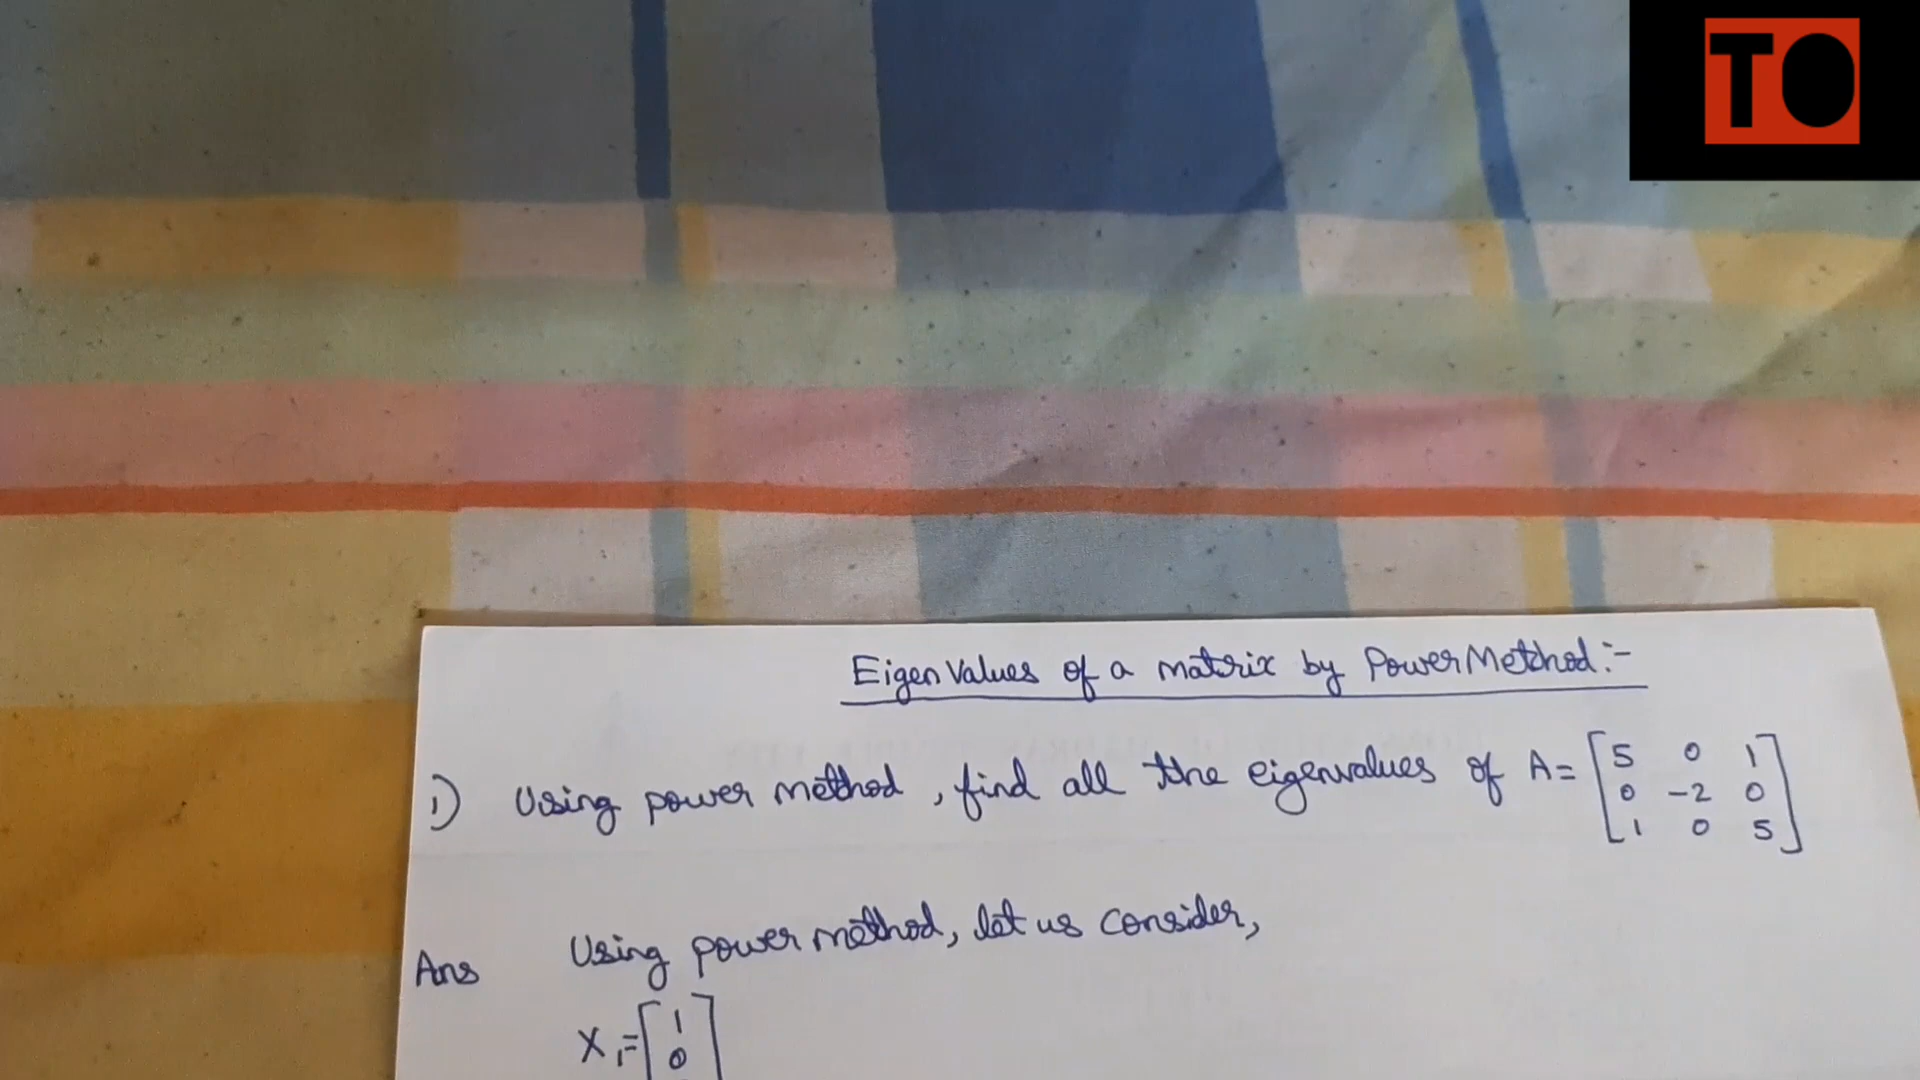 TO
Eigen Values of a matrix by Power Method:-
1) Using power method, find all the eigenvalues of A= [5 0 1
0 -2 0
1 0 5]
Ans Using power method, let us consider,
X₁= [1
0